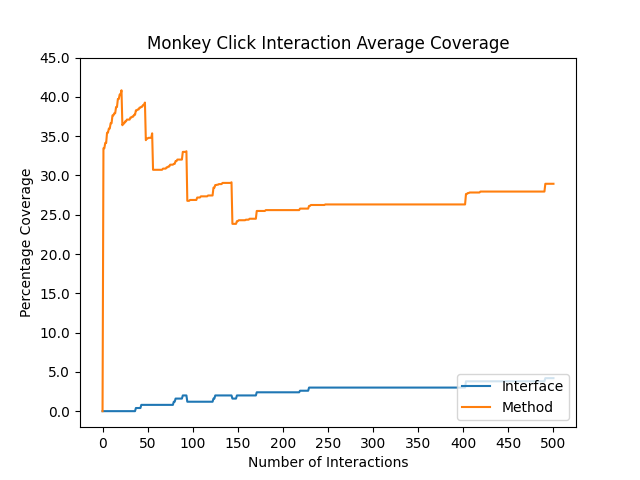 Monkey Click Interaction Average Coverage
45.0
40.0
35.0
30.0
25.0
20.0
15.0
10.0
5.0
0.0
Percentage Coverage
0 50 100 150 200 250 300 350 400 450 500
Number of Interactions
Interface
Method